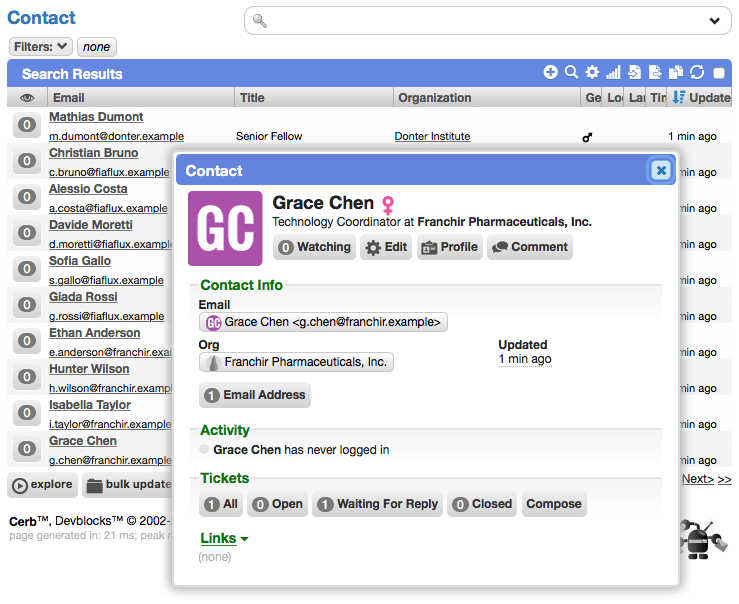 Contact
Filters: none
Search Results
Email Title Organization Ge Lo La Tin Update
0 Mathias Dumont
m.dumont@donter.example Senior Fellow Donter Institute 1 min ago
0 Christian Bruno
c.bruno@fiaflux.example min ago
0 Alessio Costa
a.costa@fiaflux.example min ago
0 Davide Moretti
d.moretti@fiaflux.example min ago
0 Sofia Gallo
s.gallo@fiaflux.example min ago
0 Giada Rossi
g.rossi@fiaflux.example min ago
0 Ethan Anderson
e.anderson@franchir.exam min ago
0 Hunter Wilson
h.wilson@franchir.example min ago
0 Isabella Taylor
i.taylor@franchir.example min ago
0 Grace Chen
g.chen@franchir.example min ago
explore bulk update Next> >>
Cerb™, Devblocks™ © 2002-
page generated in: 21 ms; peak
Contact
GC
Grace Chen
Technology Coordinator at Franchir Pharmaceuticals, Inc.
0 Watching Edit Profile Comment
Contact Info
Email
GC Grace Chen <g.chen@franchir.example>
Org Updated
Franchir Pharmaceuticals, Inc. 1 min ago
1 Email Address
Activity
Grace Chen has never logged in
Tickets
1 All 0 Open 1 Waiting For Reply 0 Closed Compose
Links
(none)